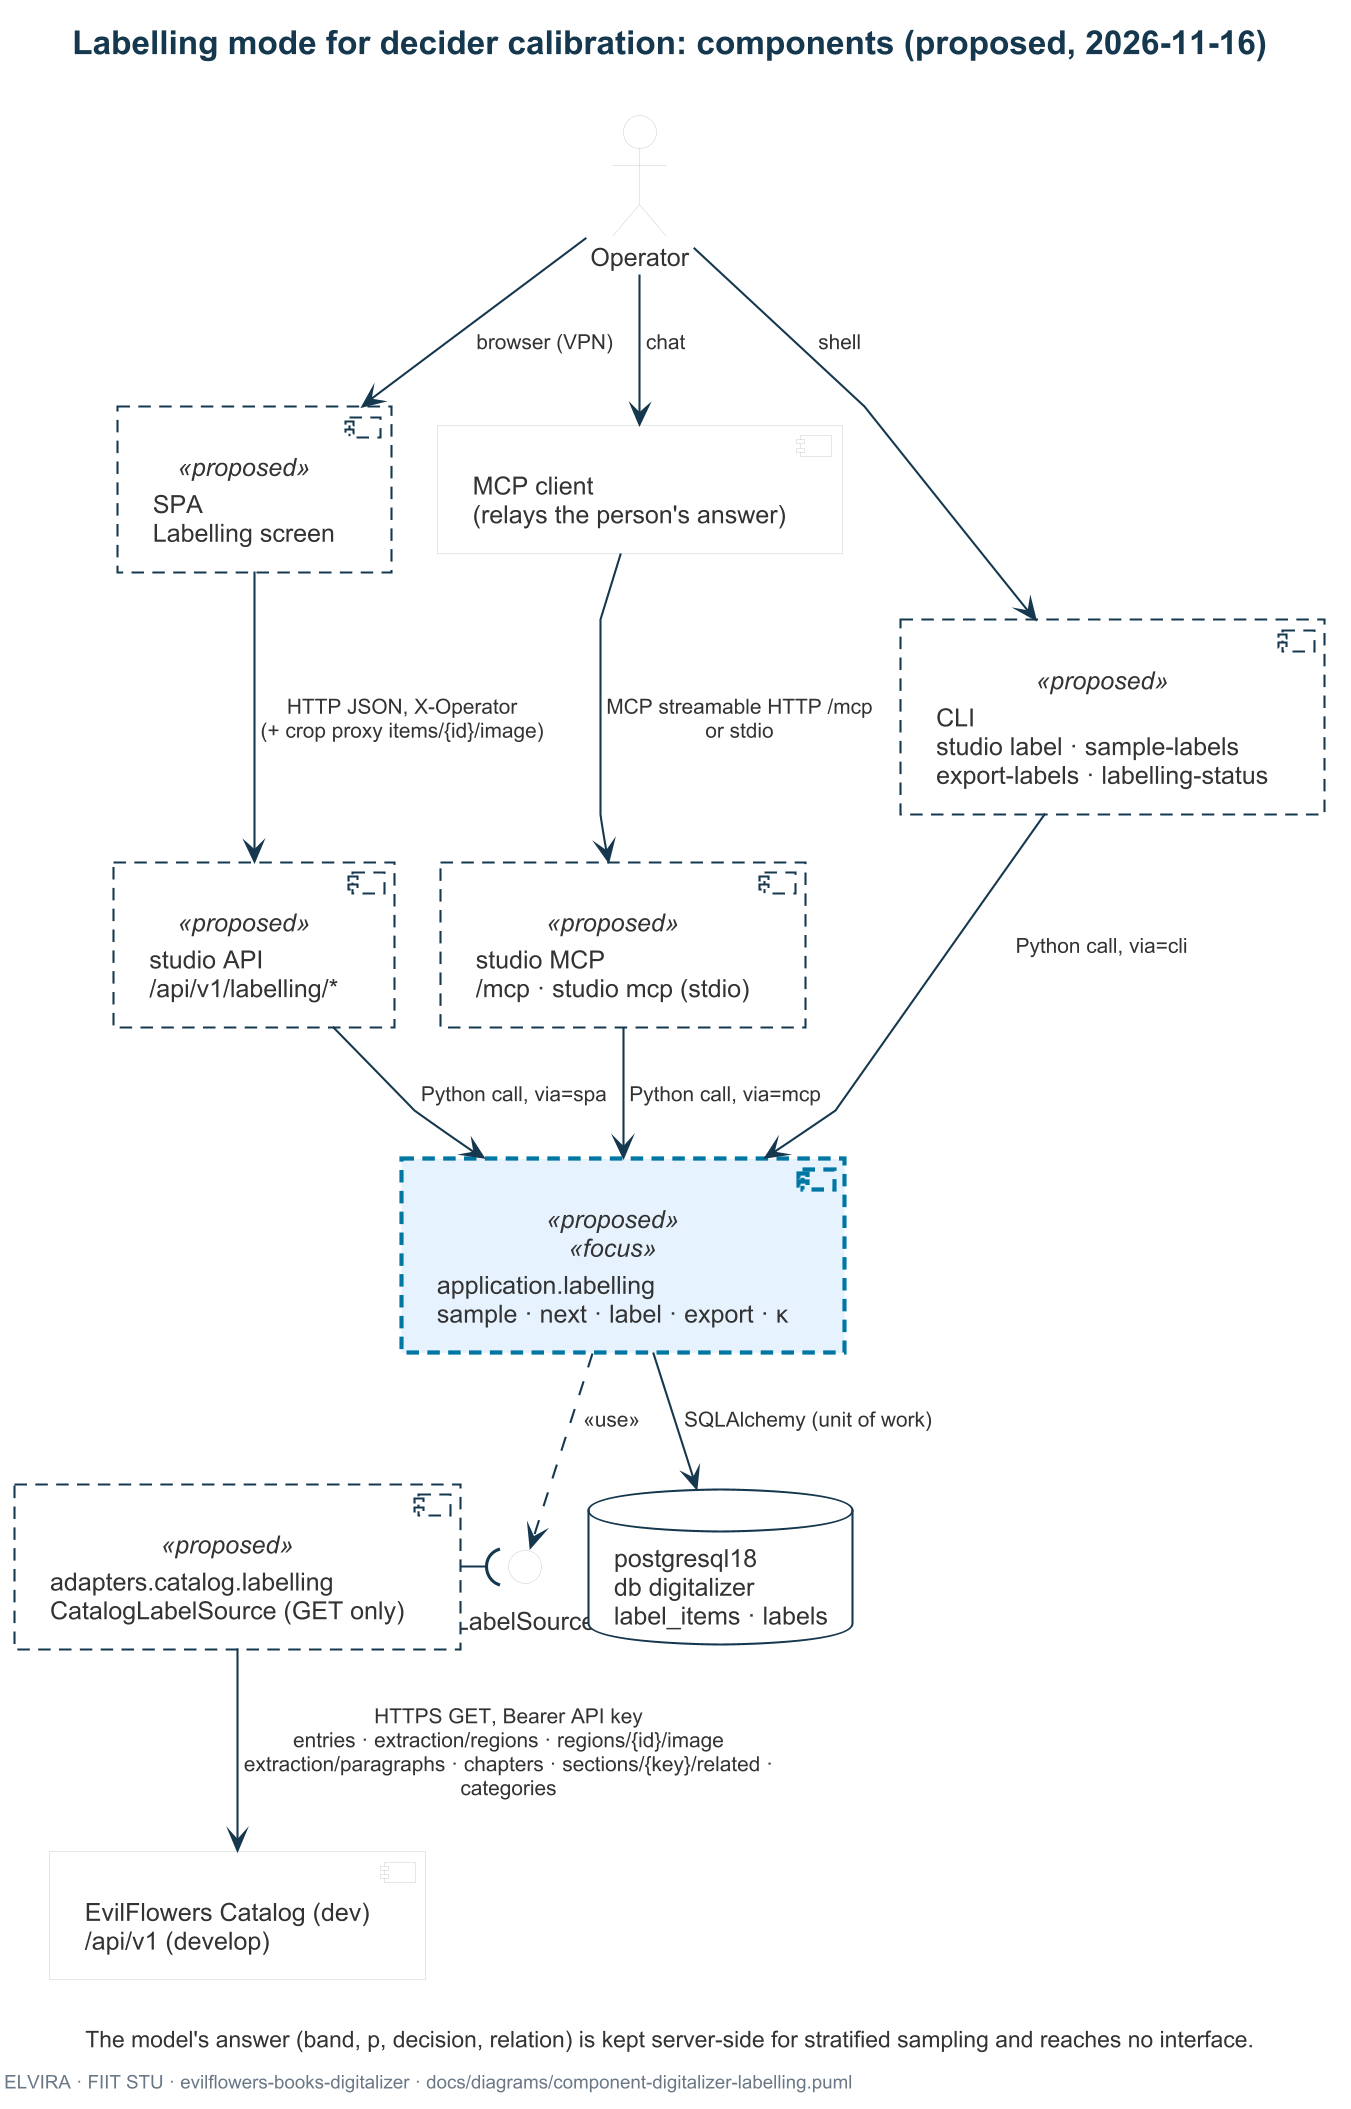 Labelling mode for decider calibration: components (proposed, 2026-11-16)
Operator
browser (VPN)
chat
shell
«proposed»
SPA
Labelling screen
MCP client
(relays the person's answer)
«proposed»
CLI
studio label · sample-labels
export-labels · labelling-status
HTTP JSON, X-Operator
(+ crop proxy items/{id}/image)
MCP streamable HTTP /mcp
or stdio
«proposed»
studio API
/api/v1/labelling/*
«proposed»
studio MCP
/mcp · studio mcp (stdio)
Python call, via=cli
Python call, via=spa
Python call, via=mcp
«proposed»
«focus»
application.labelling
sample · next · label · export · κ
«use»
SQLAlchemy (unit of work)
«proposed»
adapters.catalog.labelling
CatalogLabelSource (GET only)
LabelSource
postgresql18
db digitalizer
label_items · labels
HTTPS GET, Bearer API key
entries · extraction/regions · regions/{id}/image
extraction/paragraphs · chapters · sections/{key}/related ·
categories
EvilFlowers Catalog (dev)
/api/v1 (develop)
The model's answer (band, p, decision, relation) is kept server-side for stratified sampling and reaches no interface.
ELVIRA · FIIT STU · evilflowers-books-digitalizer · docs/diagrams/component-digitalizer-labelling.puml